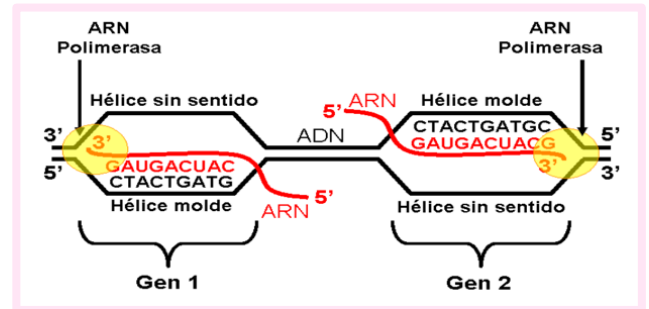 ARN
Polimerasa
ARN
Polimerasa
Hélice sin sentido
5' ARN
Hélice molde
3'
3'
ADN
CTACTGATGC
GAUGACUACG
5'
5'
GAUGACUAC
CTACTGATG
5'
3'
3'
Hélice molde
ARN
Hélice sin sentido
Gen 1
Gen 2